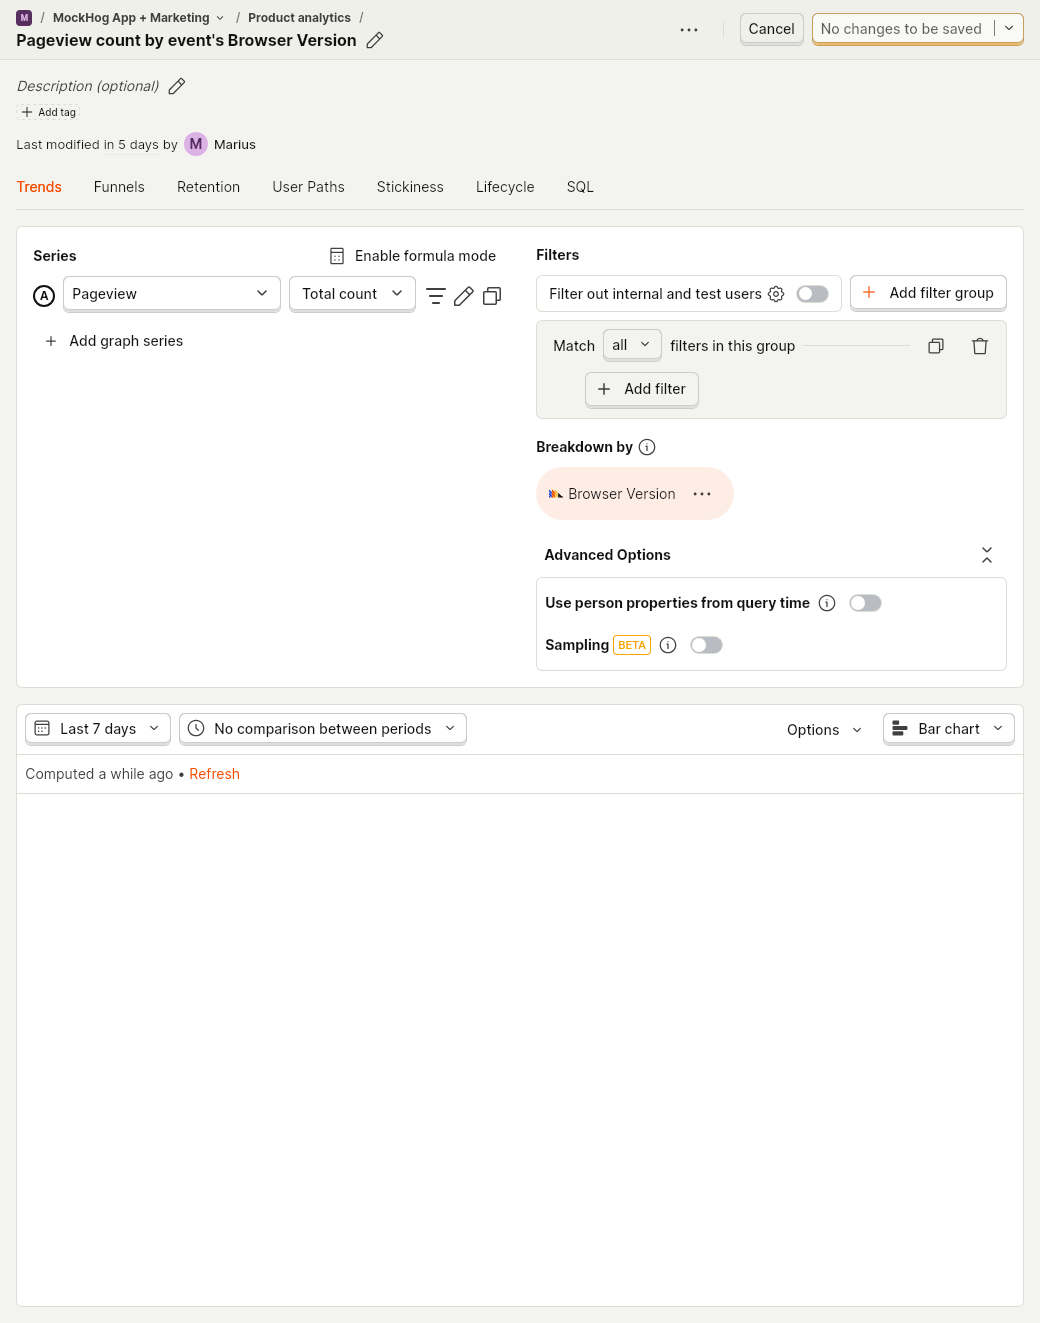 M / MockHog App + Marketing / Product analytics /
Pageview count by event's Browser Version
Cancel
No changes to be saved
Description (optional)
Add tag
Last modified in 5 days by M Marius
Trends Funnels Retention User Paths Stickiness Lifecycle SQL
Series
Enable formula mode
A Pageview Total count
Add graph series
Filters
Filter out internal and test users
Add filter group
Match all filters in this group
Add filter
Breakdown by
Browser Version
Advanced Options
Use person properties from query time
Sampling BETA
Last 7 days No comparison between periods Options Bar chart
Computed a while ago • Refresh